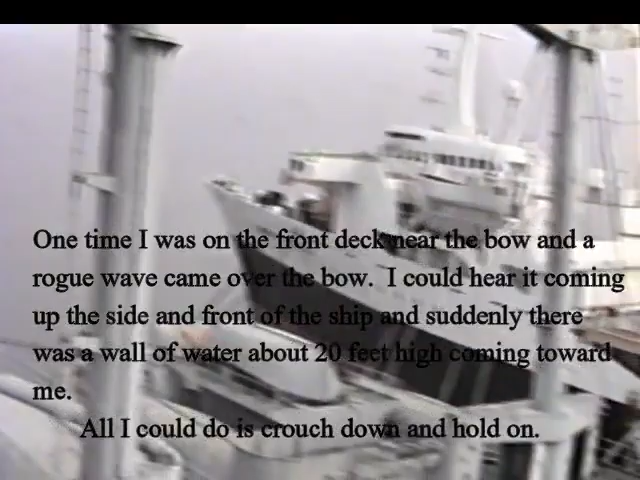 One time I was on the front deck near the bow and a
rogue wave came over the bow.  I could hear it coming
up the side and front of the ship and suddenly there
was a wall of water about 20 feet high coming toward
me.
All I could do is crouch down and hold on.